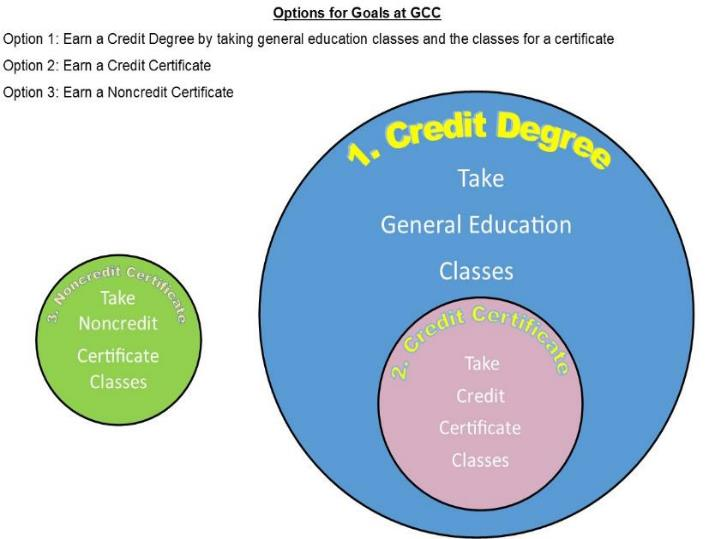 Options for Goals at GCC
Option 1: Earn a Credit Degree by taking general education classes and the classes for a certificate
Option 2: Earn a Credit Certificate
Option 3: Earn a Noncredit Certificate
1. Credit Degree
Take
General Education
Classes
3. Noncredit Certificate
Take
Noncredit
Certificate
Classes
2. Credit Certificate
Take
Credit
Certificate
Classes